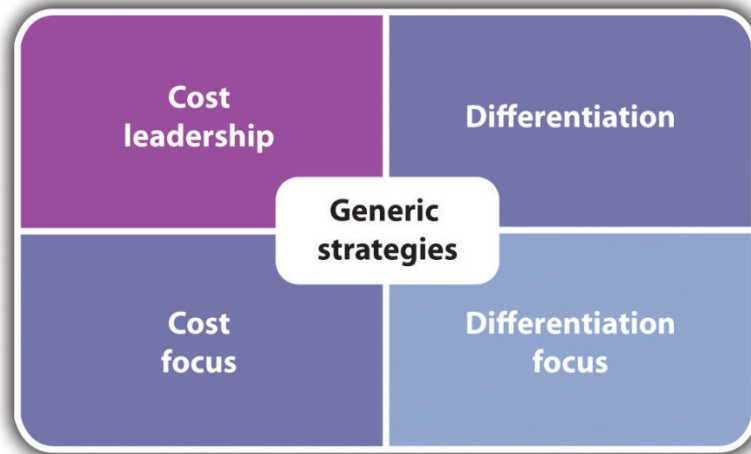 Cost
leadership
Differentiation
Generic
strategies
Cost
focus
Differentiation
focus